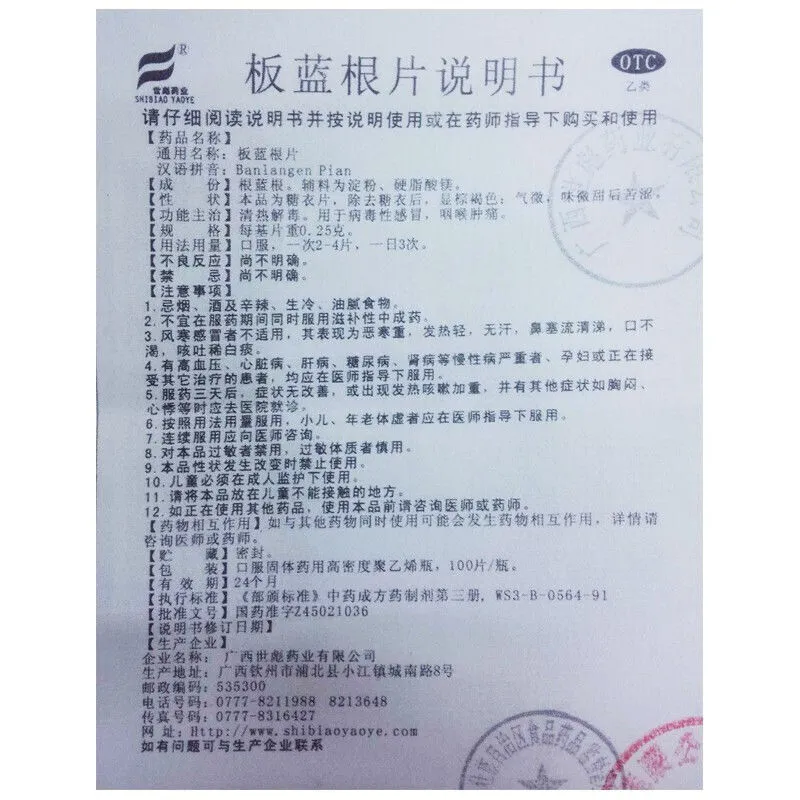 世彪药业
SHIBIAO YAOYE
®
板蓝根片说明书
OTC
乙类
请仔细阅读说明书并按说明使用或在药师指导下购买和使用
【药品名称】
通用名称：板蓝根片
汉语拼音：Banlangen Pian
【成　份】板蓝根。辅料为淀粉、硬脂酸镁。
【性　状】本品为糖衣片，除去糖衣后，显棕褐色；气微，味微甜后苦涩。
【功能主治】清热解毒。用于病毒性感冒，咽喉肿痛。
【规　格】每基片重0.25克。
【用法用量】口服，一次2-4片，一日3次。
【不良反应】尚不明确。
【禁　忌】尚不明确。
【注意事项】
1. 忌烟、酒及辛辣、生冷、油腻食物。
2. 不宜在服药期间同时服用滋补性中成药。
3. 风寒感冒者不适用，其表现为恶寒重，发热轻，无汗，鼻塞流清涕，口不
渴，咳吐稀白痰。
4. 有高血压、心脏病、肝病、糖尿病、肾病等慢性病严重者、孕妇或正在接
受其它治疗的患者，均应在医师指导下服用。
5. 服药三天后，症状无改善，或出现发热咳嗽加重，并有其他症状如胸闷、
心悸等时应去医院就诊。
6. 按照用法用量服用，小儿、年老体虚者应在医师指导下服用。
7. 连续服用应向医师咨询。
8. 对本品过敏者禁用，过敏体质者慎用。
9. 本品性状发生改变时禁止使用。
10. 儿童必须在成人监护下使用。
11. 请将本品放在儿童不能接触的地方。
12. 如正在使用其他药品，使用本品前请咨询医师或药师。
【药物相互作用】如与其他药物同时使用可能会发生药物相互作用，详情请
咨询医师或药师。
【贮　藏】密封。
【包　装】口服固体药用高密度聚乙烯瓶，100片/瓶。
【有 效 期】24个月
【执行标准】《部颁标准》中药成方药制剂第三册，WS3-B-0564-91
【批准文号】国药准字Z45021036
【说明书修订日期】
【生产企业】
企业名称：广西世彪药业有限公司
生产地址：广西钦州市浦北县小江镇城南路8号
邮政编码：535300
电话号码：0777-8211988 8213648
传真号码：0777-8316427
网 址：Http://www.shibiaoyaoye.com
如有问题可与生产企业联系